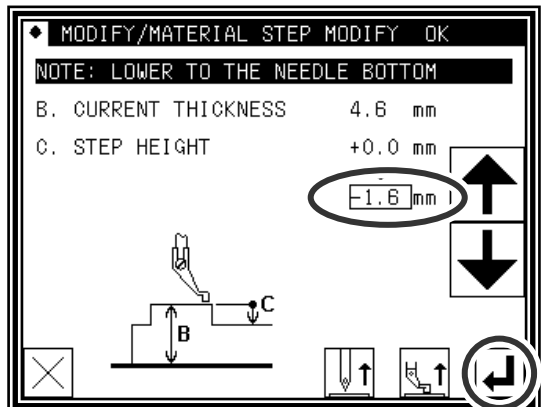 MODIFY/MATERIAL STEP MODIFY OK
NOTE: LOWER TO THE NEEDLE BOTTOM
B. CURRENT THICKNESS 4.6 mm
C. STEP HEIGHT +0.0 mm
-1.6 mm
C
B